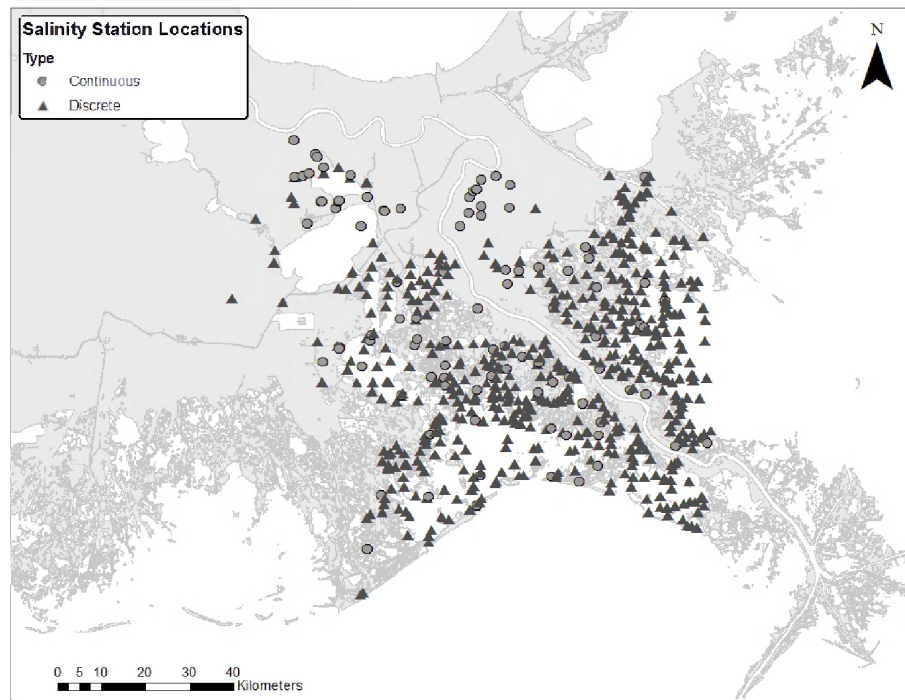 Salinity Station Locations
Type
Continuous
Discrete
N
0 5 10 20 30 40
Kilometers